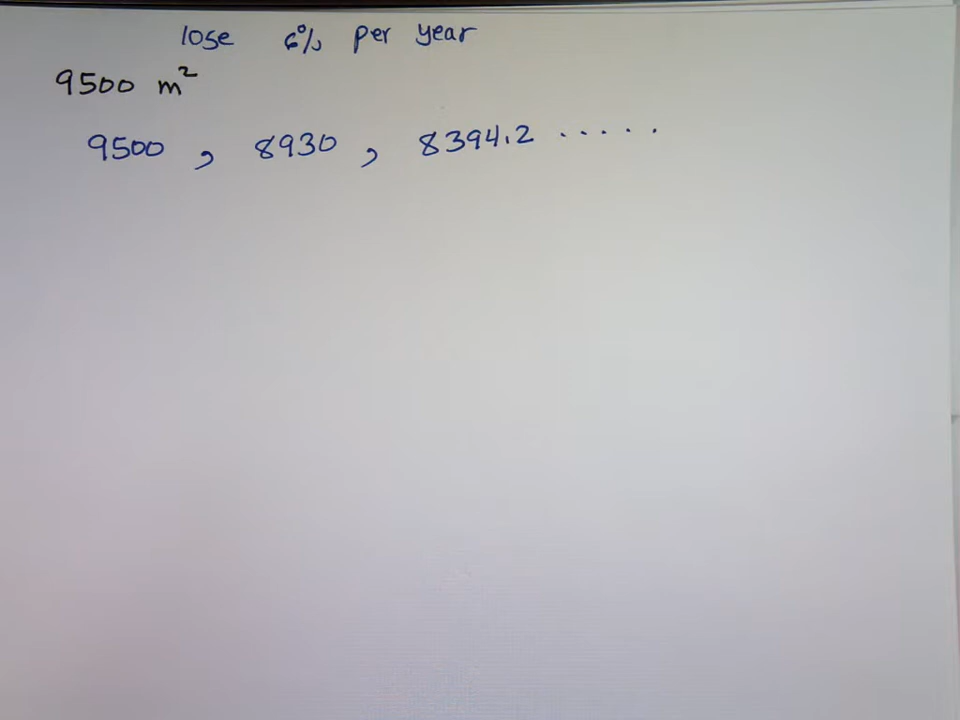 lose 6% per year
9500 m²
9500 , 8930 , 8394.2 .....